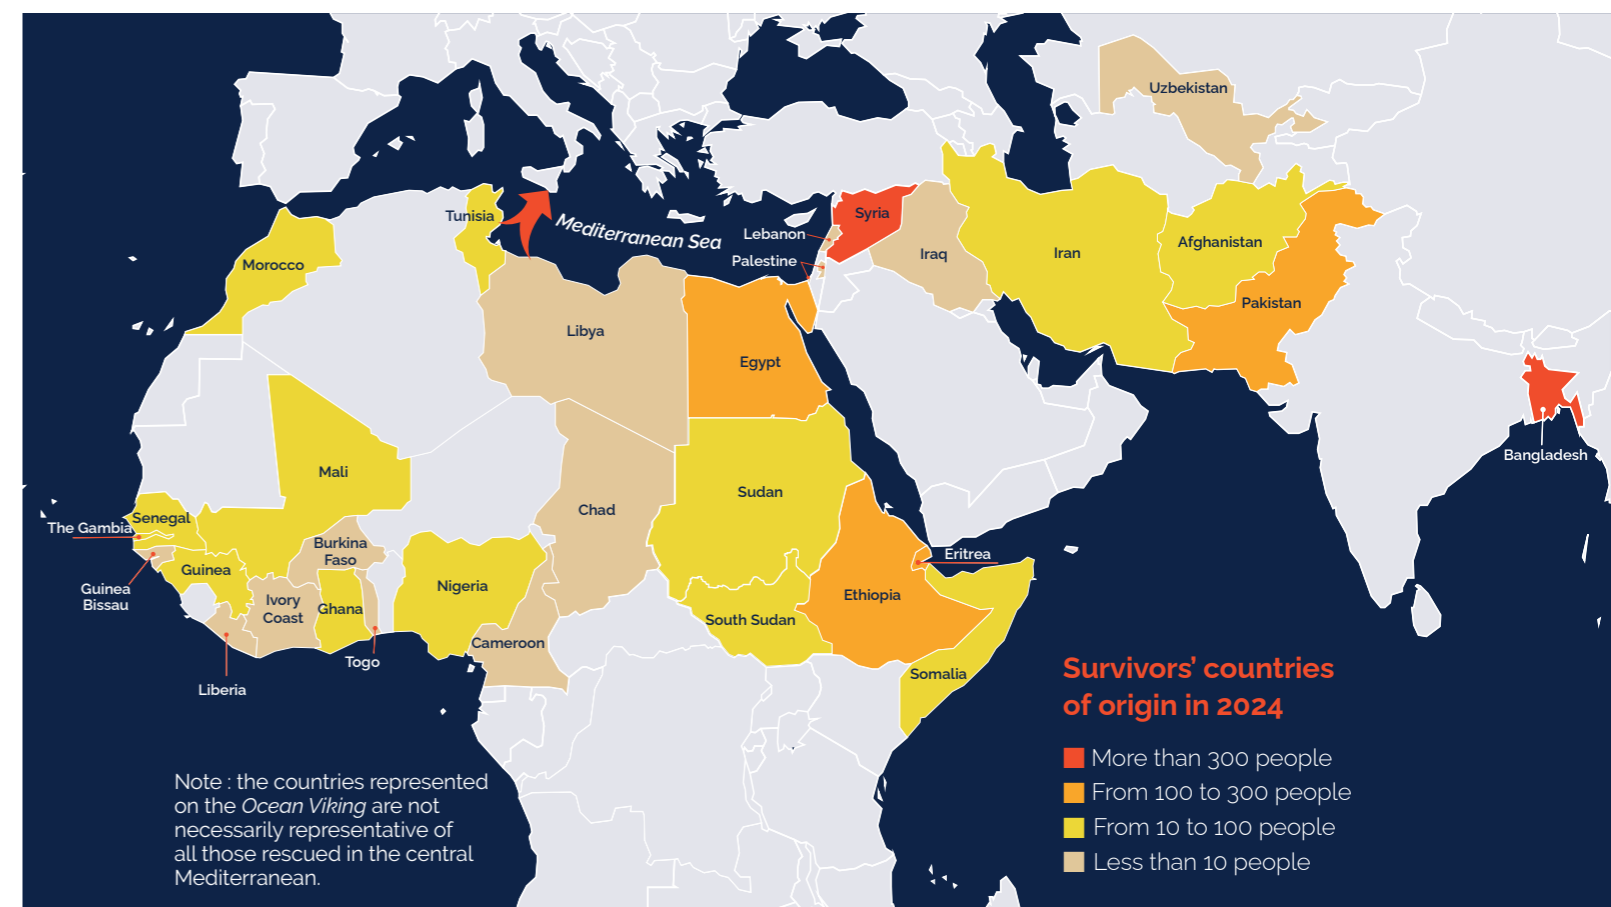 Uzbekistan
Syria
Tunisia
Mediterranean Sea
Lebanon
Palestine
Iraq
Iran
Afghanistan
Pakistan
Morocco
Libya
Egypt
Bangladesh
Mali
Sudan
Chad
Senegal
The Gambia
Burkina
Faso
Eritrea
Guinea
Guinea
Bissau
Nigeria
Ethiopia
Ivory
Coast
Ghana
South Sudan
Cameroon
Togo
Liberia
Somalia
Survivors’ countries
of origin in 2024
More than 300 people
From 100 to 300 people
From 10 to 100 people
Less than 10 people
Note : the countries represented
on the Ocean Viking are not
necessarily representative of
all those rescued in the central
Mediterranean.